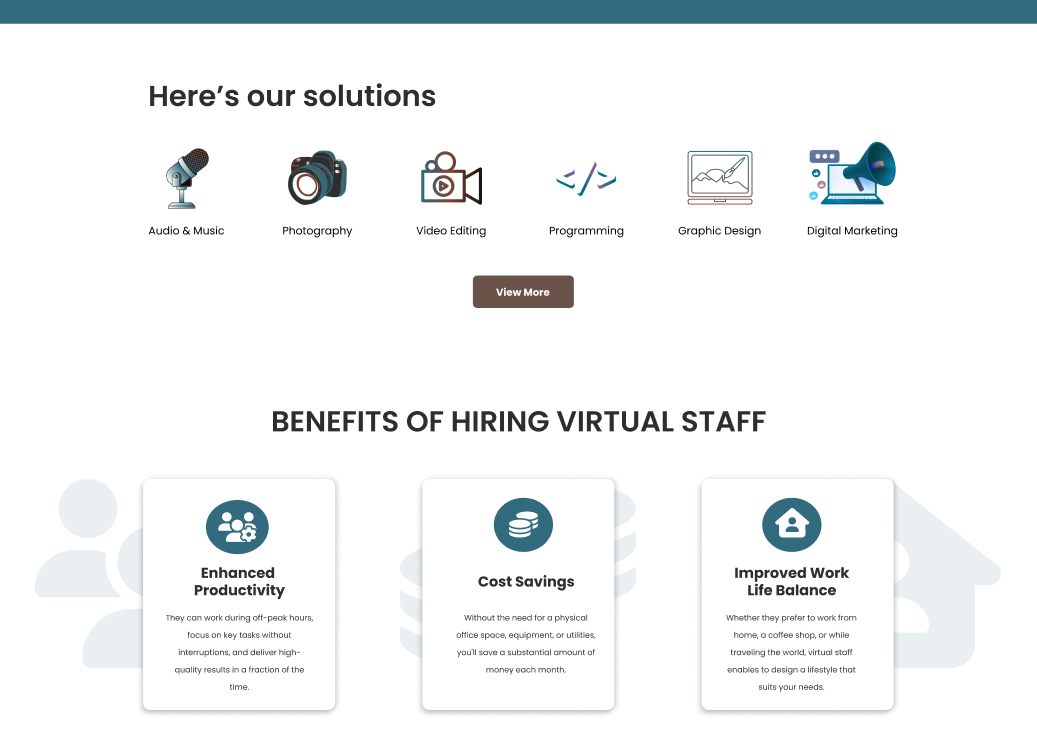 Here’s our solutions
Audio & Music
Photography
Video Editing
Programming
Graphic Design
Digital Marketing
View More
BENEFITS OF HIRING VIRTUAL STAFF
Enhanced
Productivity
They can work during off-peak hours,
focus on key tasks without
interruptions, and deliver high-
quality results in a fraction of the
time.
Cost Savings
Without the need for a physical
office space, equipment, or utilities,
you'll save a substantial amount of
money each month.
Improved Work
Life Balance
Whether they prefer to work from
home, a coffee shop, or while
traveling the world, virtual staff
enables to design a lifestyle that
suits your needs.